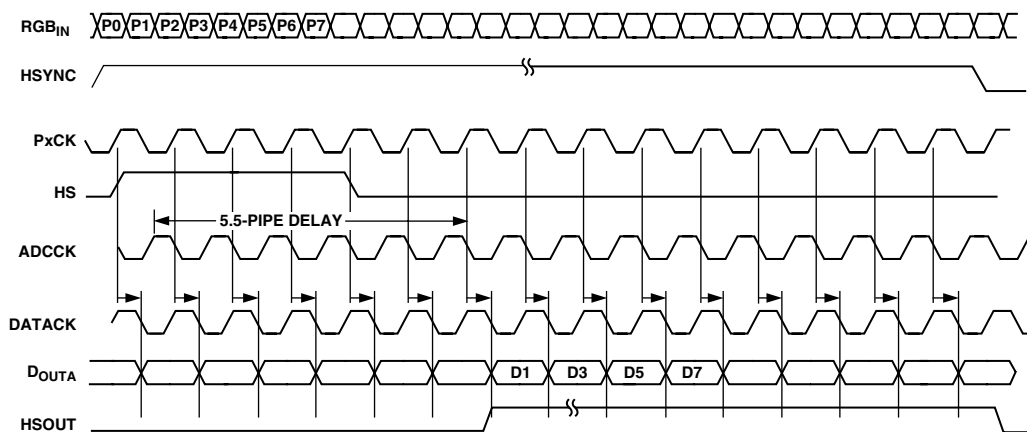 RGBIN P0 P1 P2 P3 P4 P5 P6 P7
HSYNC
PxCK
HS
5.5-PIPE DELAY
ADCCK
DATACK
DOUTA D1 D3 D5 D7
HSOUT